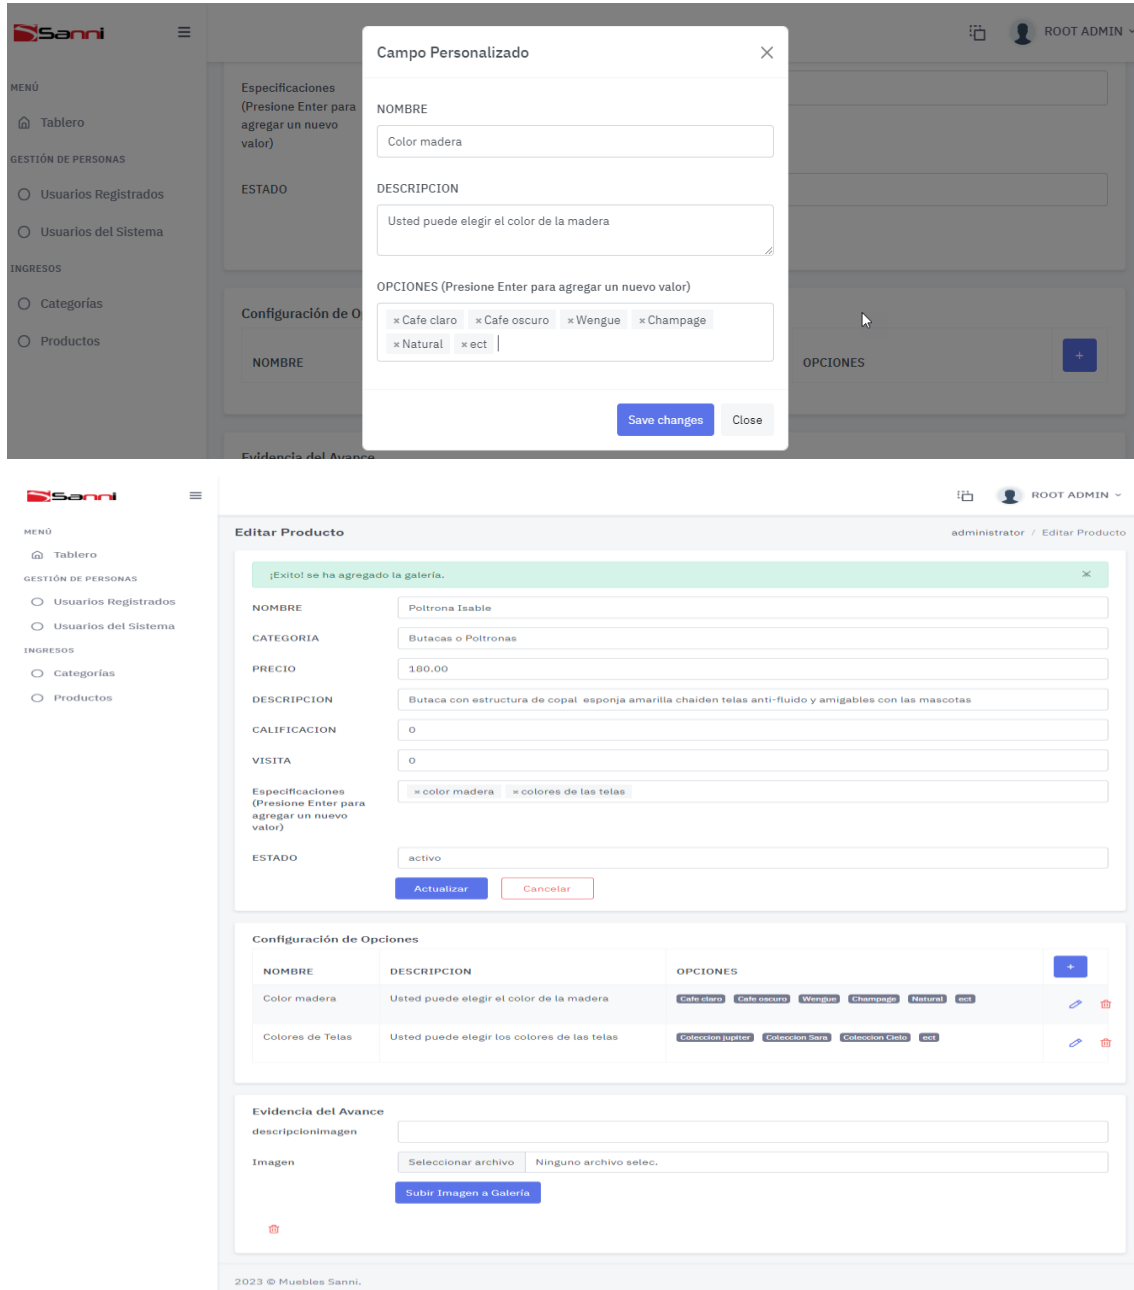 Sanni
ROOT ADMIN
MENÚ
Tablero
GESTIÓN DE PERSONAS
Usuarios Registrados
Usuarios del Sistema
INGRESOS
Categorías
Productos
Especificaciones
(Presione Enter para
agregar un nuevo
valor)
ESTADO
Configuración de O
NOMBRE
OPCIONES
+
Evidencia del Avance
Campo Personalizado
NOMBRE
Color madera
DESCRIPCION
Usted puede elegir el color de la madera
OPCIONES (Presione Enter para agregar un nuevo valor)
× Cafe claro × Cafe oscuro × Wengue × Champage
× Natural × ect
Save changes Close
Sanni
ROOT ADMIN
MENÚ
Tablero
GESTIÓN DE PERSONAS
Usuarios Registrados
Usuarios del Sistema
INGRESOS
Categorías
Productos
Editar Producto
administrator / Editar Producto
¡Exito! se ha agregado la galería. ×
NOMBRE Poltrona Isable
CATEGORIA Butacas o Poltronas
PRECIO 180.00
DESCRIPCION Butaca con estructura de copal esponja amarilla chaiden telas anti-fluido y amigables con las mascotas
CALIFICACION 0
VISITA 0
Especificaciones × color madera × colores de las telas
(Presione Enter para
agregar un nuevo
valor)
ESTADO activo
Actualizar Cancelar
Configuración de Opciones
NOMBRE DESCRIPCION OPCIONES +
Color madera Usted puede elegir el color de la madera Cafe claro Cafe oscuro Wengue Champage Natural ect
Colores de Telas Usted puede elegir los colores de las telas Coleccion jupiter Coleccion Sara Coleccion Cielo ect
Evidencia del Avance
descripcionimagen
Imagen Seleccionar archivo Ninguno archivo selec.
Subir Imagen a Galería
2023 © Muebles Sanni.